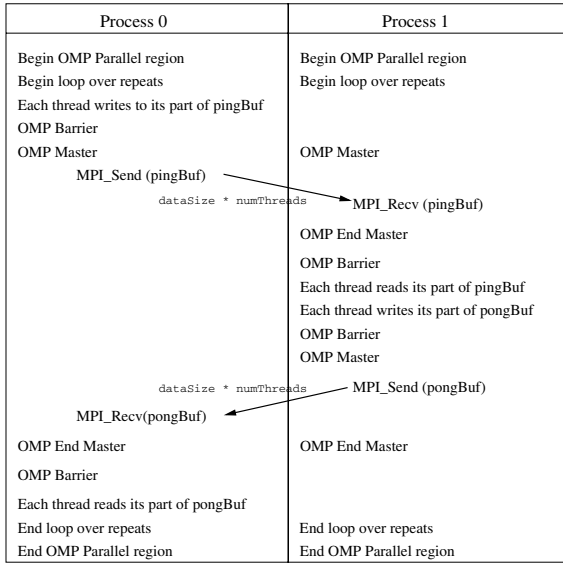 Process 0
Process 1
Begin OMP Parallel region
Begin OMP Parallel region
Begin loop over repeats
Begin loop over repeats
Each thread writes to its part of pingBuf
OMP Barrier
OMP Master
OMP Master
MPI_Send (pingBuf)
dataSize * numThreads
MPI_Recv (pingBuf)
OMP End Master
OMP Barrier
Each thread reads its part of pingBuf
Each thread writes its part of pongBuf
OMP Barrier
OMP Master
dataSize * numThreads
MPI_Send (pongBuf)
MPI_Recv(pongBuf)
OMP End Master
OMP End Master
OMP Barrier
Each thread reads its part of pongBuf
End loop over repeats
End loop over repeats
End OMP Parallel region
End OMP Parallel region